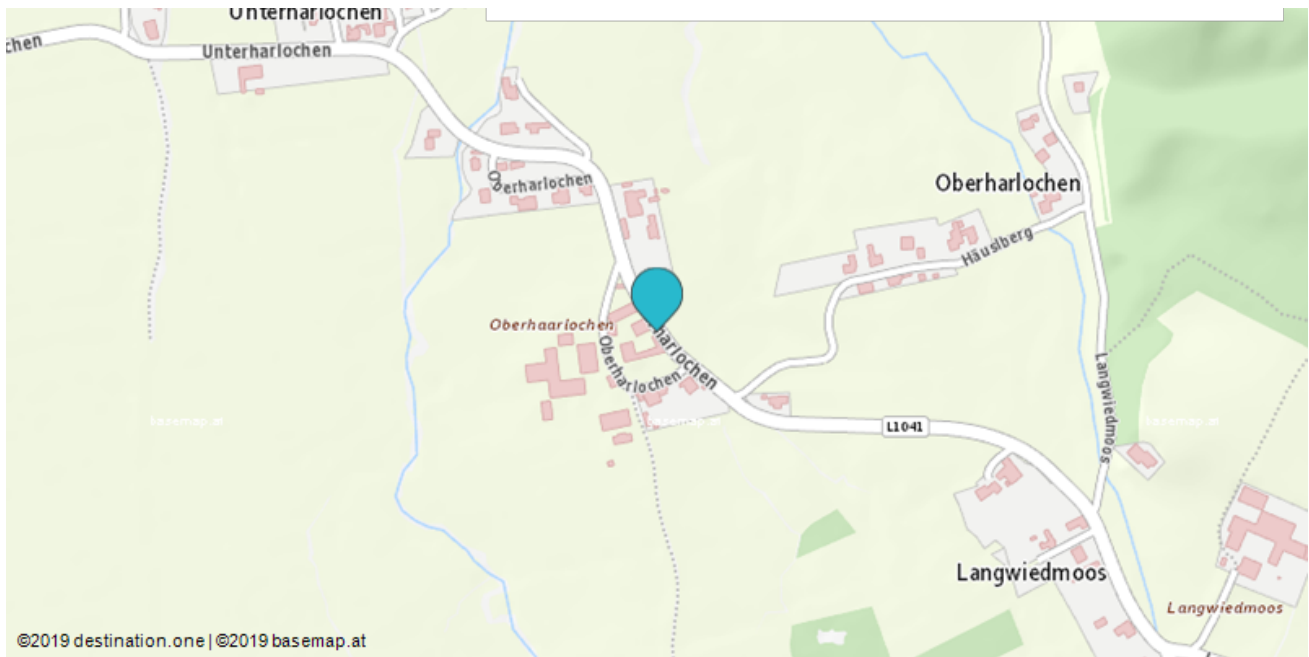 Unterharlochen
chen
Unterharlochen
Oberharlochen
Oberharlochen
Häuslberg
Oberhaarlochen
harlochen
Oberharlochen
Langwiedmoos
basemap.at
basemap.at
basemap.at
L1041
Langwiedmoos
Langwiedmoos
©2019 destination.one | ©2019 basemap.at